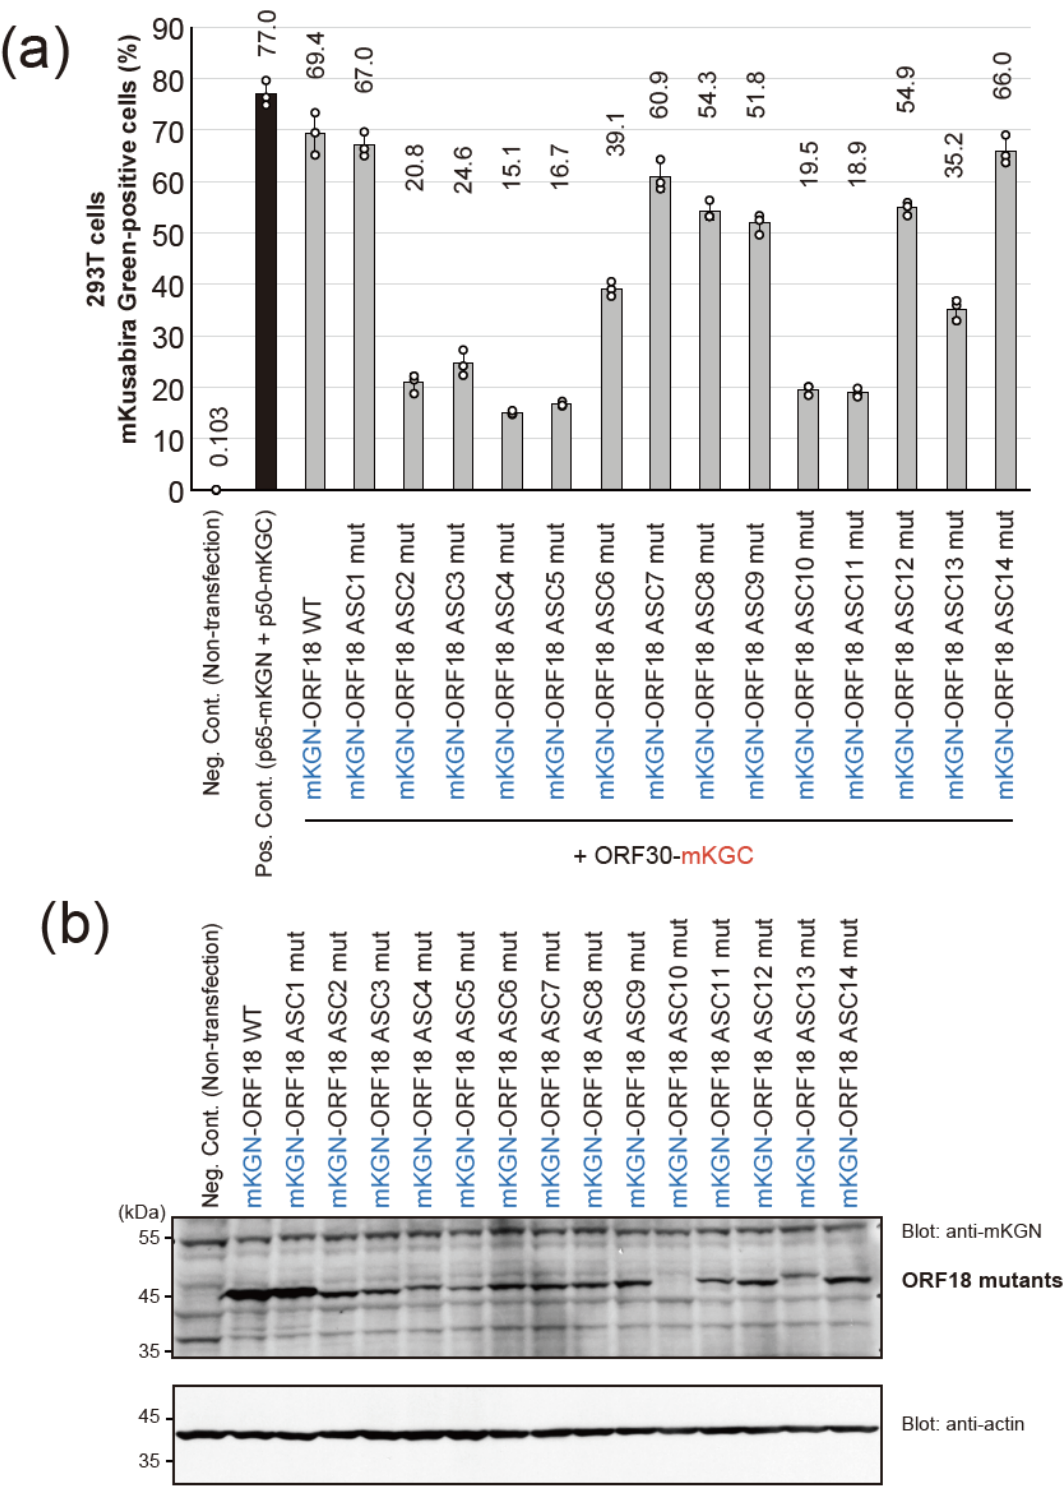 (a)
293T cells
mKusabira Green-positive cells (%)
90
80
70
60
50
40
30
20
10
0
0.103
77.0
69.4
67.0
20.8
24.6
15.1
16.7
39.1
60.9
54.3
51.8
19.5
18.9
54.9
35.2
66.0
Neg. Cont. (Non-transfection)
Pos. Cont. (p65-mKGN + p50-mKGC)
mKGN-ORF18 WT
mKGN-ORF18 ASC1 mut
mKGN-ORF18 ASC2 mut
mKGN-ORF18 ASC3 mut
mKGN-ORF18 ASC4 mut
mKGN-ORF18 ASC5 mut
mKGN-ORF18 ASC6 mut
mKGN-ORF18 ASC7 mut
mKGN-ORF18 ASC8 mut
mKGN-ORF18 ASC9 mut
mKGN-ORF18 ASC10 mut
mKGN-ORF18 ASC11 mut
mKGN-ORF18 ASC12 mut
mKGN-ORF18 ASC13 mut
mKGN-ORF18 ASC14 mut
+ ORF30-mKGC
(b)
Neg. Cont. (Non-transfection)
mKGN-ORF18 WT
mKGN-ORF18 ASC1 mut
mKGN-ORF18 ASC2 mut
mKGN-ORF18 ASC3 mut
mKGN-ORF18 ASC4 mut
mKGN-ORF18 ASC5 mut
mKGN-ORF18 ASC6 mut
mKGN-ORF18 ASC7 mut
mKGN-ORF18 ASC8 mut
mKGN-ORF18 ASC9 mut
mKGN-ORF18 ASC10 mut
mKGN-ORF18 ASC11 mut
mKGN-ORF18 ASC12 mut
mKGN-ORF18 ASC13 mut
mKGN-ORF18 ASC14 mut
(kDa)
55
45
35
Blot: anti-mKGN
ORF18 mutants
45
35
Blot: anti-actin